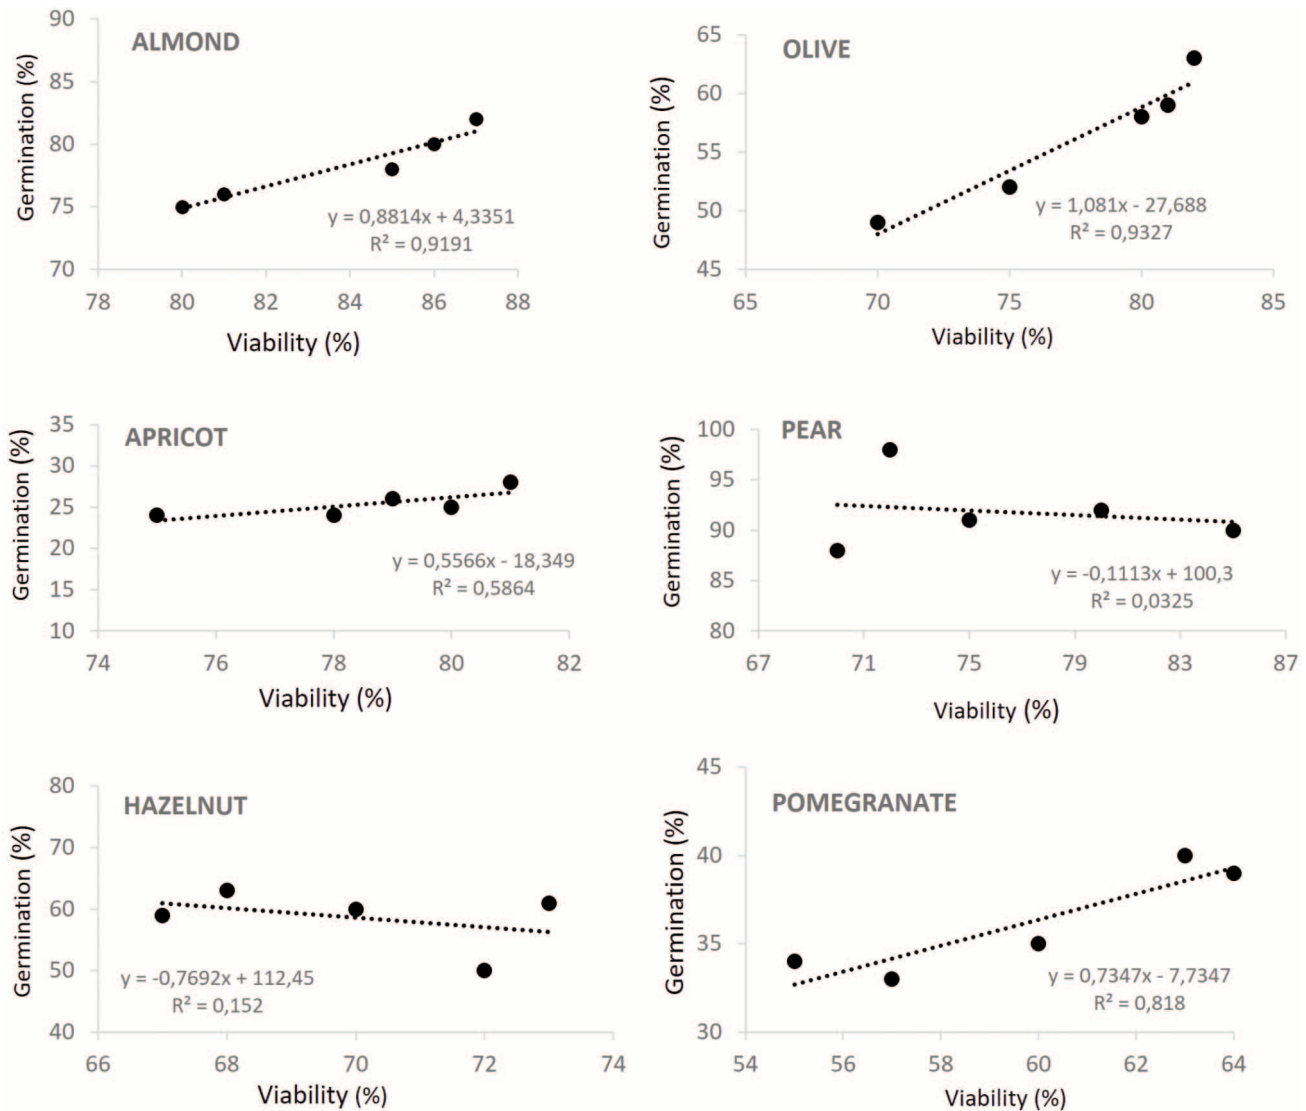 ALMOND
Germination (%)
90
85
80
75
70
78 80 82 84 86 88
y = 0,8814x + 4,3351
R² = 0,9191
Viability (%)
OLIVE
Germination (%)
65
60
55
50
45
65 70 75 80 85
y = 1,081x - 27,688
R² = 0,9327
Viability (%)
APRICOT
Germination (%)
35
30
25
20
15
10
74 76 78 80 82
y = 0,5566x - 18,349
R² = 0,5864
Viability (%)
PEAR
Germination (%)
100
95
90
85
80
67 71 75 79 83 87
y = -0,1113x + 100,3
R² = 0,0325
Viability (%)
HAZELNUT
Germination (%)
80
70
60
50
40
66 68 70 72 74
y = -0,7692x + 112,45
R² = 0,152
Viability (%)
POMEGRANATE
Germination (%)
45
40
35
30
54 56 58 60 62 64
y = 0,7347x - 7,7347
R² = 0,818
Viability (%)